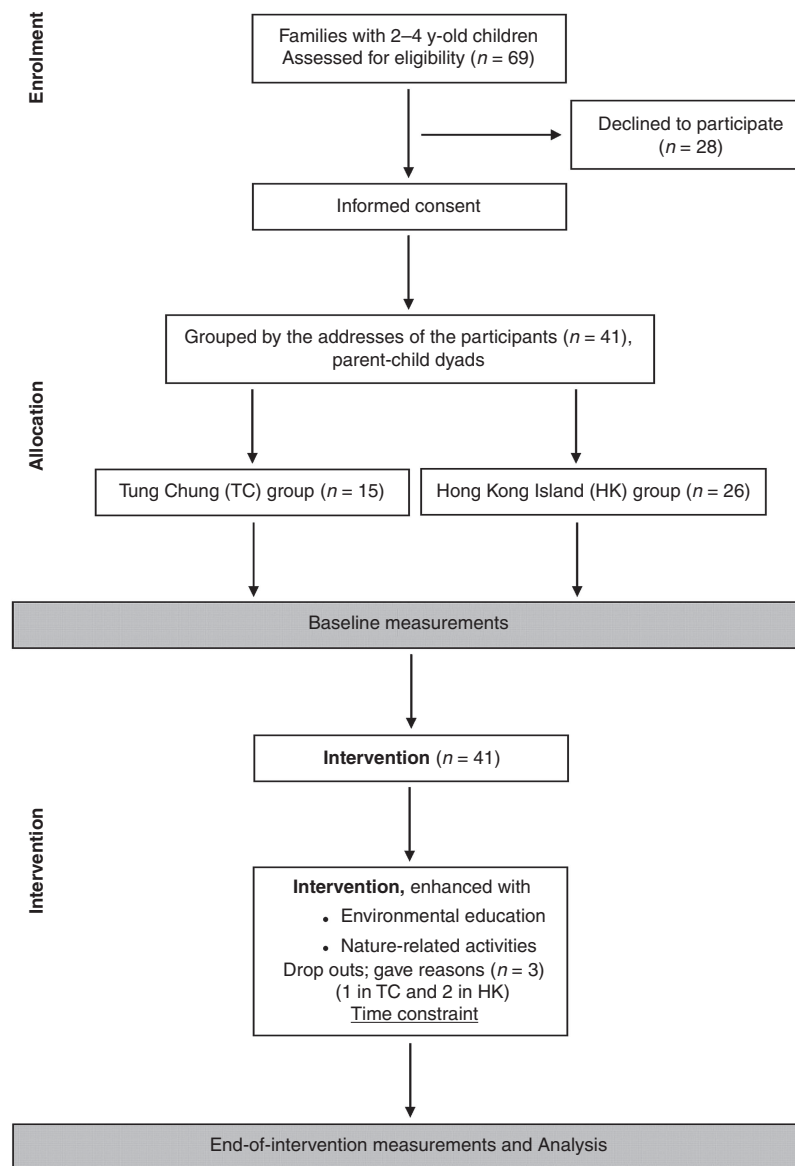 Enrolment
Families with 2–4 y-old children
Assessed for eligibility (n = 69)
Declined to participate
(n = 28)
Informed consent
Allocation
Grouped by the addresses of the participants (n = 41),
parent-child dyads
Tung Chung (TC) group (n = 15)
Hong Kong Island (HK) group (n = 26)
Baseline measurements
Intervention
Intervention (n = 41)
Intervention, enhanced with
• Environmental education
• Nature-related activities
Drop outs; gave reasons (n = 3)
(1 in TC and 2 in HK)
Time constraint
End-of-intervention measurements and Analysis